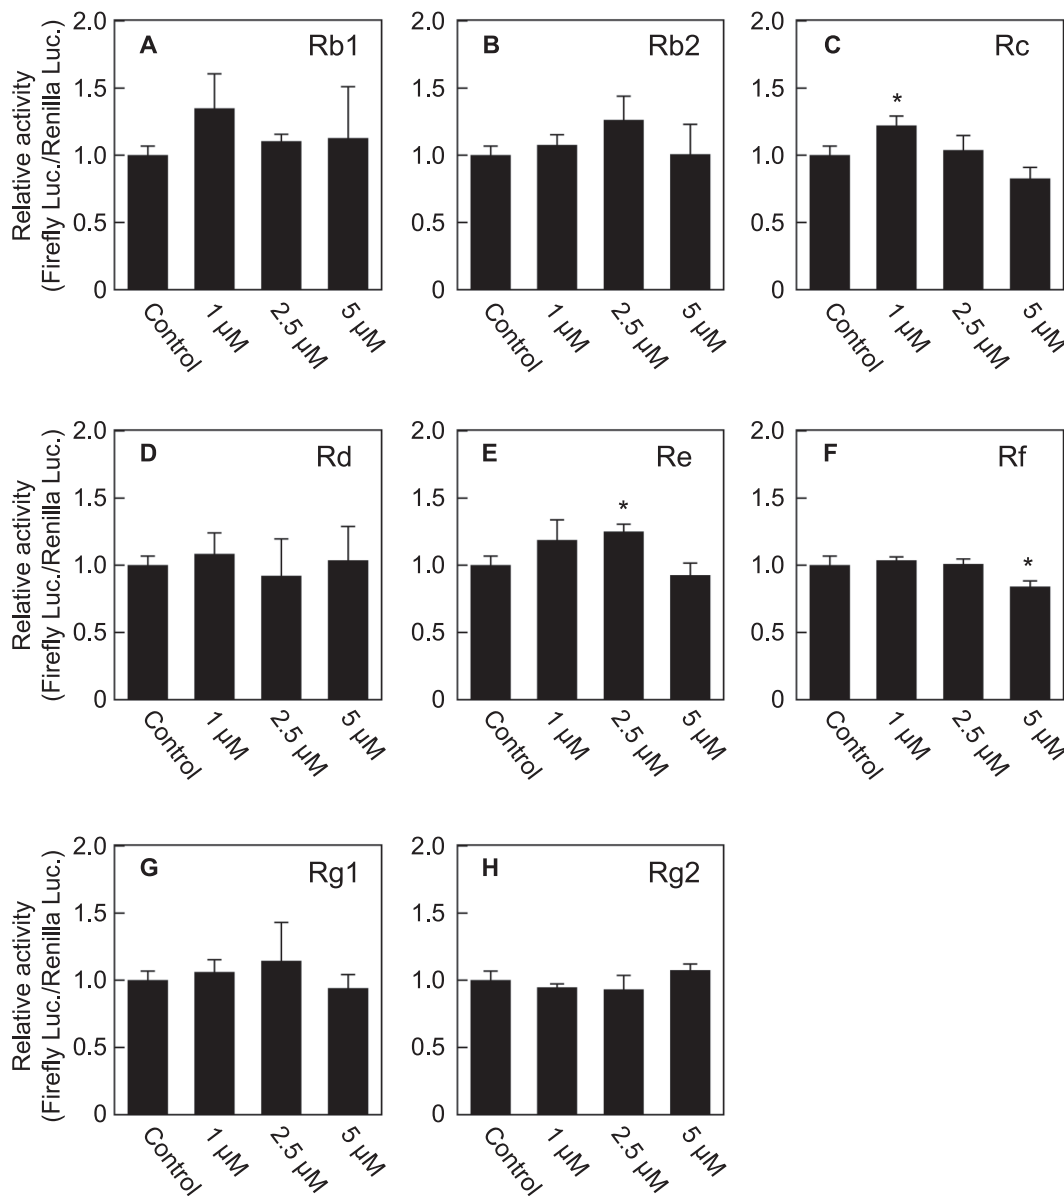 A Rb1
B Rb2
C Rc
Relative activity
(Firefly Luc./Renilla Luc.)
2.0
1.5
1.0
0.5
0
2.0
1.5
1.0
0.5
0
2.0
1.5
*
1.0
0.5
0
Control
1 µM
2.5 µM
5 µM
Control
1 µM
2.5 µM
5 µM
Control
1 µM
2.5 µM
5 µM
D Rd
E Re
F Rf
Relative activity
(Firefly Luc./Renilla Luc.)
2.0
1.5
1.0
0.5
0
2.0
1.5
*
1.0
0.5
0
2.0
1.5
1.0
*
0.5
0
Control
1 µM
2.5 µM
5 µM
Control
1 µM
2.5 µM
5 µM
Control
1 µM
2.5 µM
5 µM
G Rg1
H Rg2
Relative activity
(Firefly Luc./Renilla Luc.)
2.0
1.5
1.0
0.5
0
2.0
1.5
1.0
0.5
0
Control
1 µM
2.5 µM
5 µM
Control
1 µM
2.5 µM
5 µM